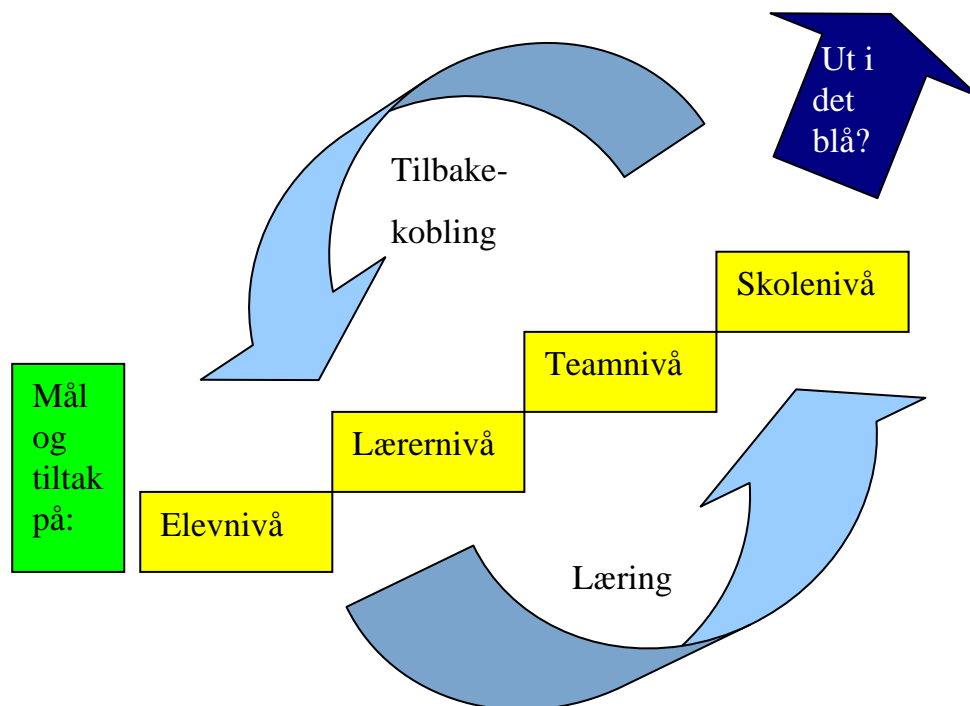 Ut i
det
blå?
Tilbake-
kobling
Skolenivå
Teamnivå
Lærernivå
Elevnivå
Mål
og
tiltak
på:
Læring